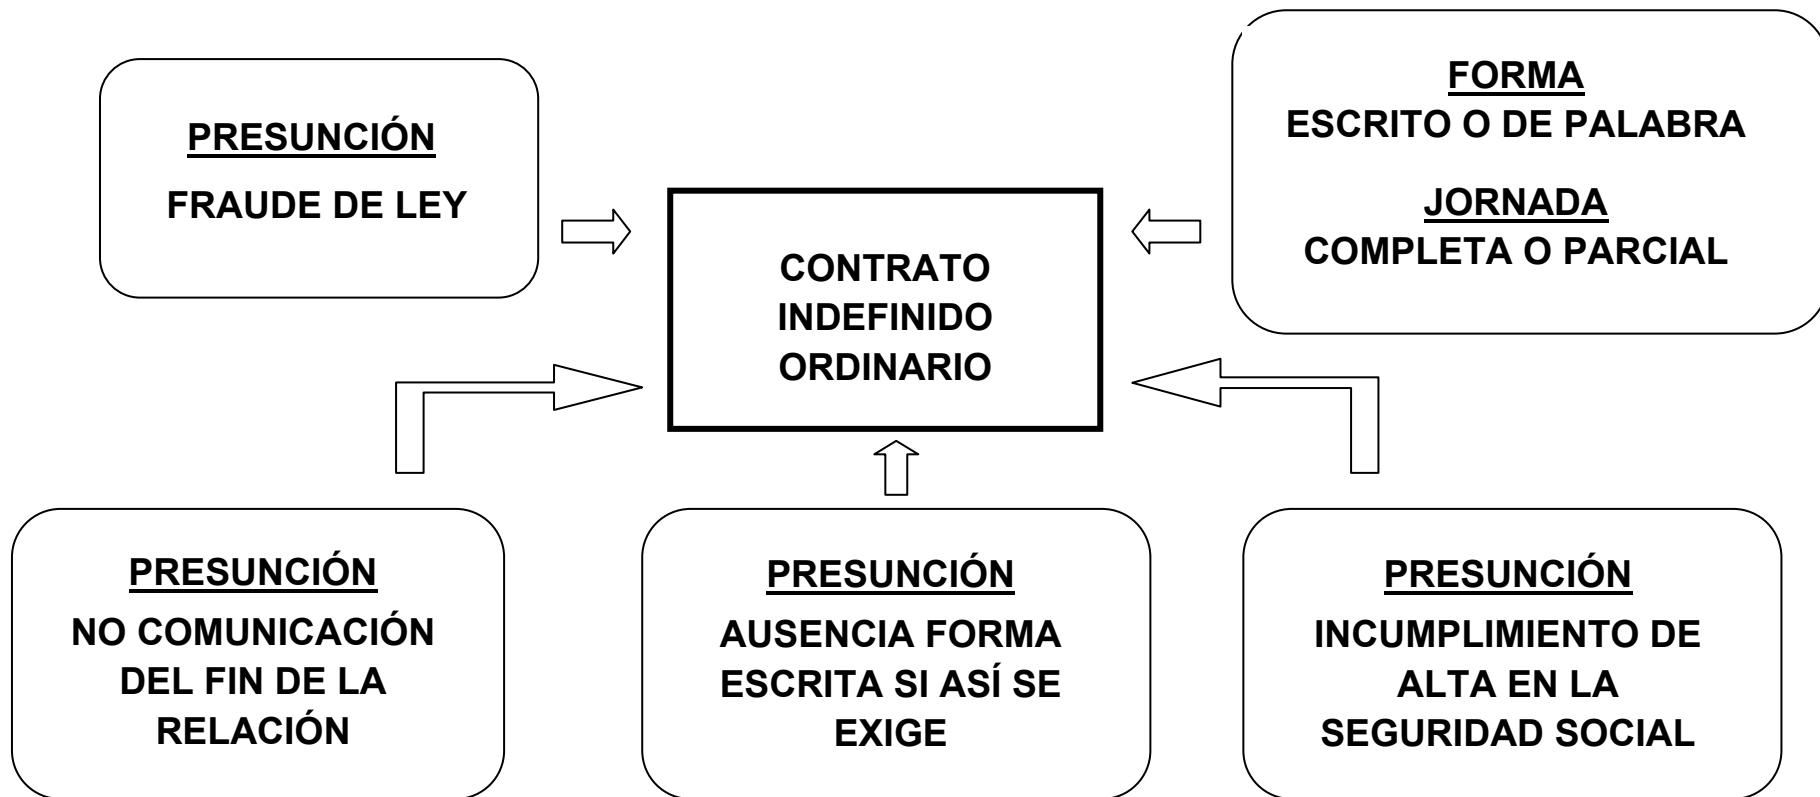 PRESUNCIÓN
FRAUDE DE LEY
FORMA
ESCRITO O DE PALABRA
JORNADA
COMPLETA O PARCIAL
CONTRATO
INDEFINIDO
ORDINARIO
PRESUNCIÓN
NO COMUNICACIÓN
DEL FIN DE LA
RELACIÓN
PRESUNCIÓN
AUSENCIA FORMA
ESCRITA SI ASÍ SE
EXIGE
PRESUNCIÓN
INCUMPLIMIENTO DE
ALTA EN LA
SEGURIDAD SOCIAL